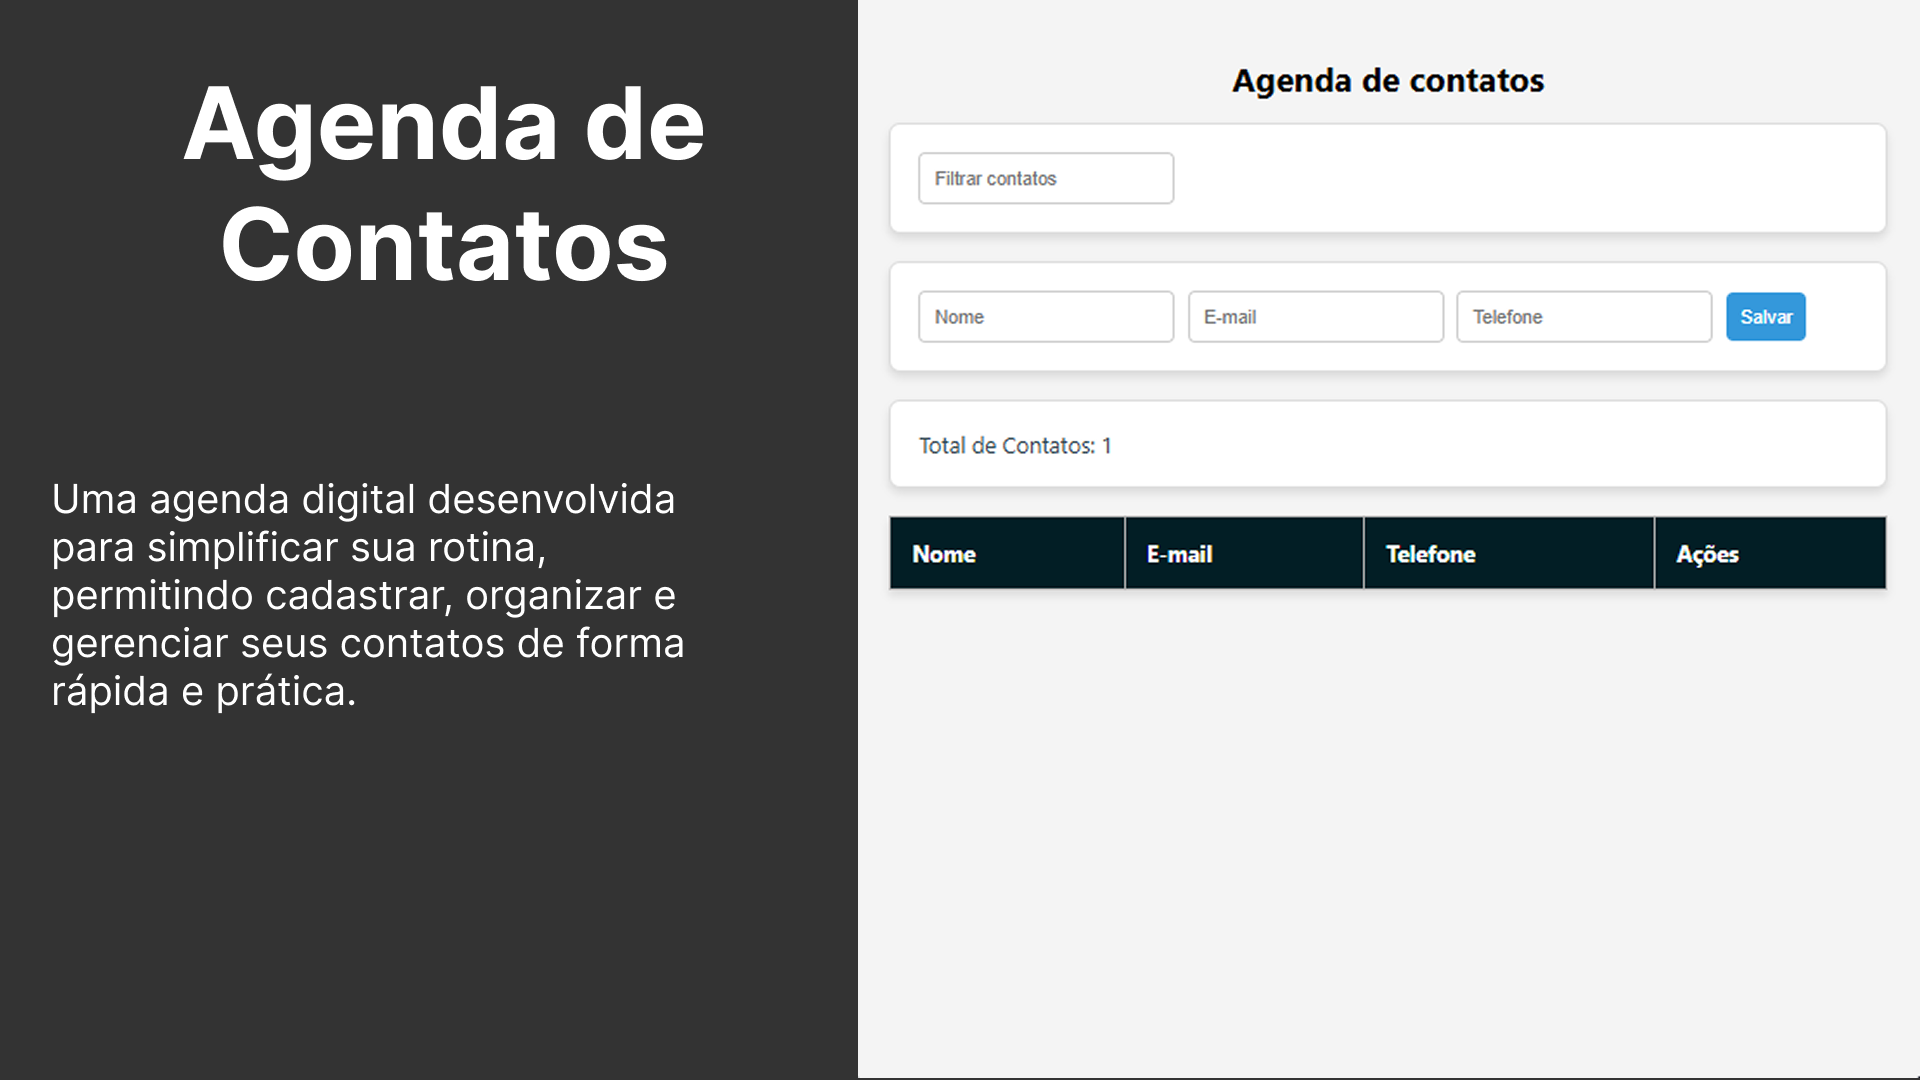 Agenda de
Contatos
Uma agenda digital desenvolvida
para simplificar sua rotina,
permitindo cadastrar, organizar e
gerenciar seus contatos de forma
rápida e prática.
Agenda de contatos
Filtrar contatos
Nome E-mail Telefone Salvar
Total de Contatos: 1
Nome E-mail Telefone Ações